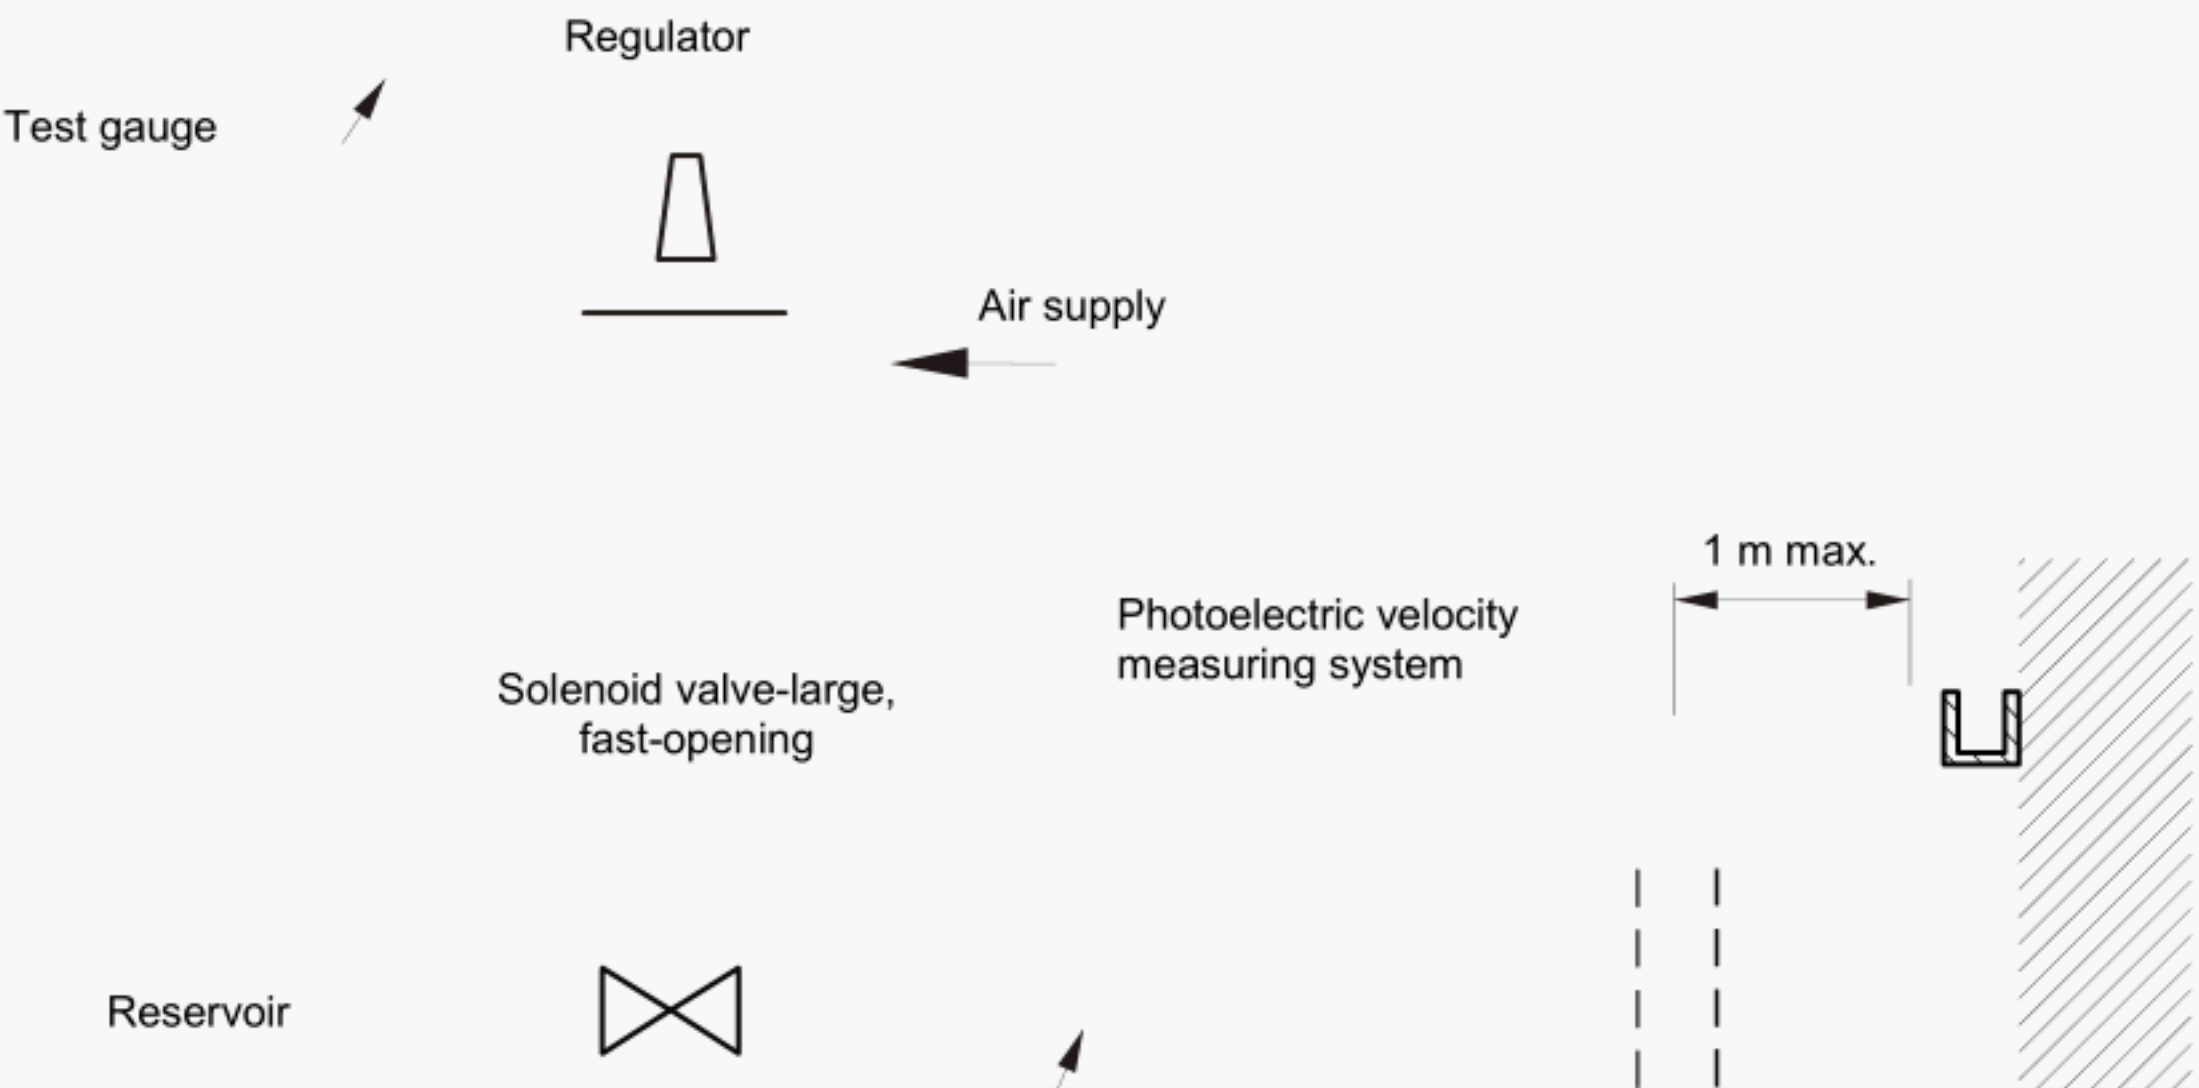 Regulator
Test gauge
Air supply
1 m max.
Photoelectric velocity
measuring system
Solenoid valve-large,
fast-opening
Reservoir